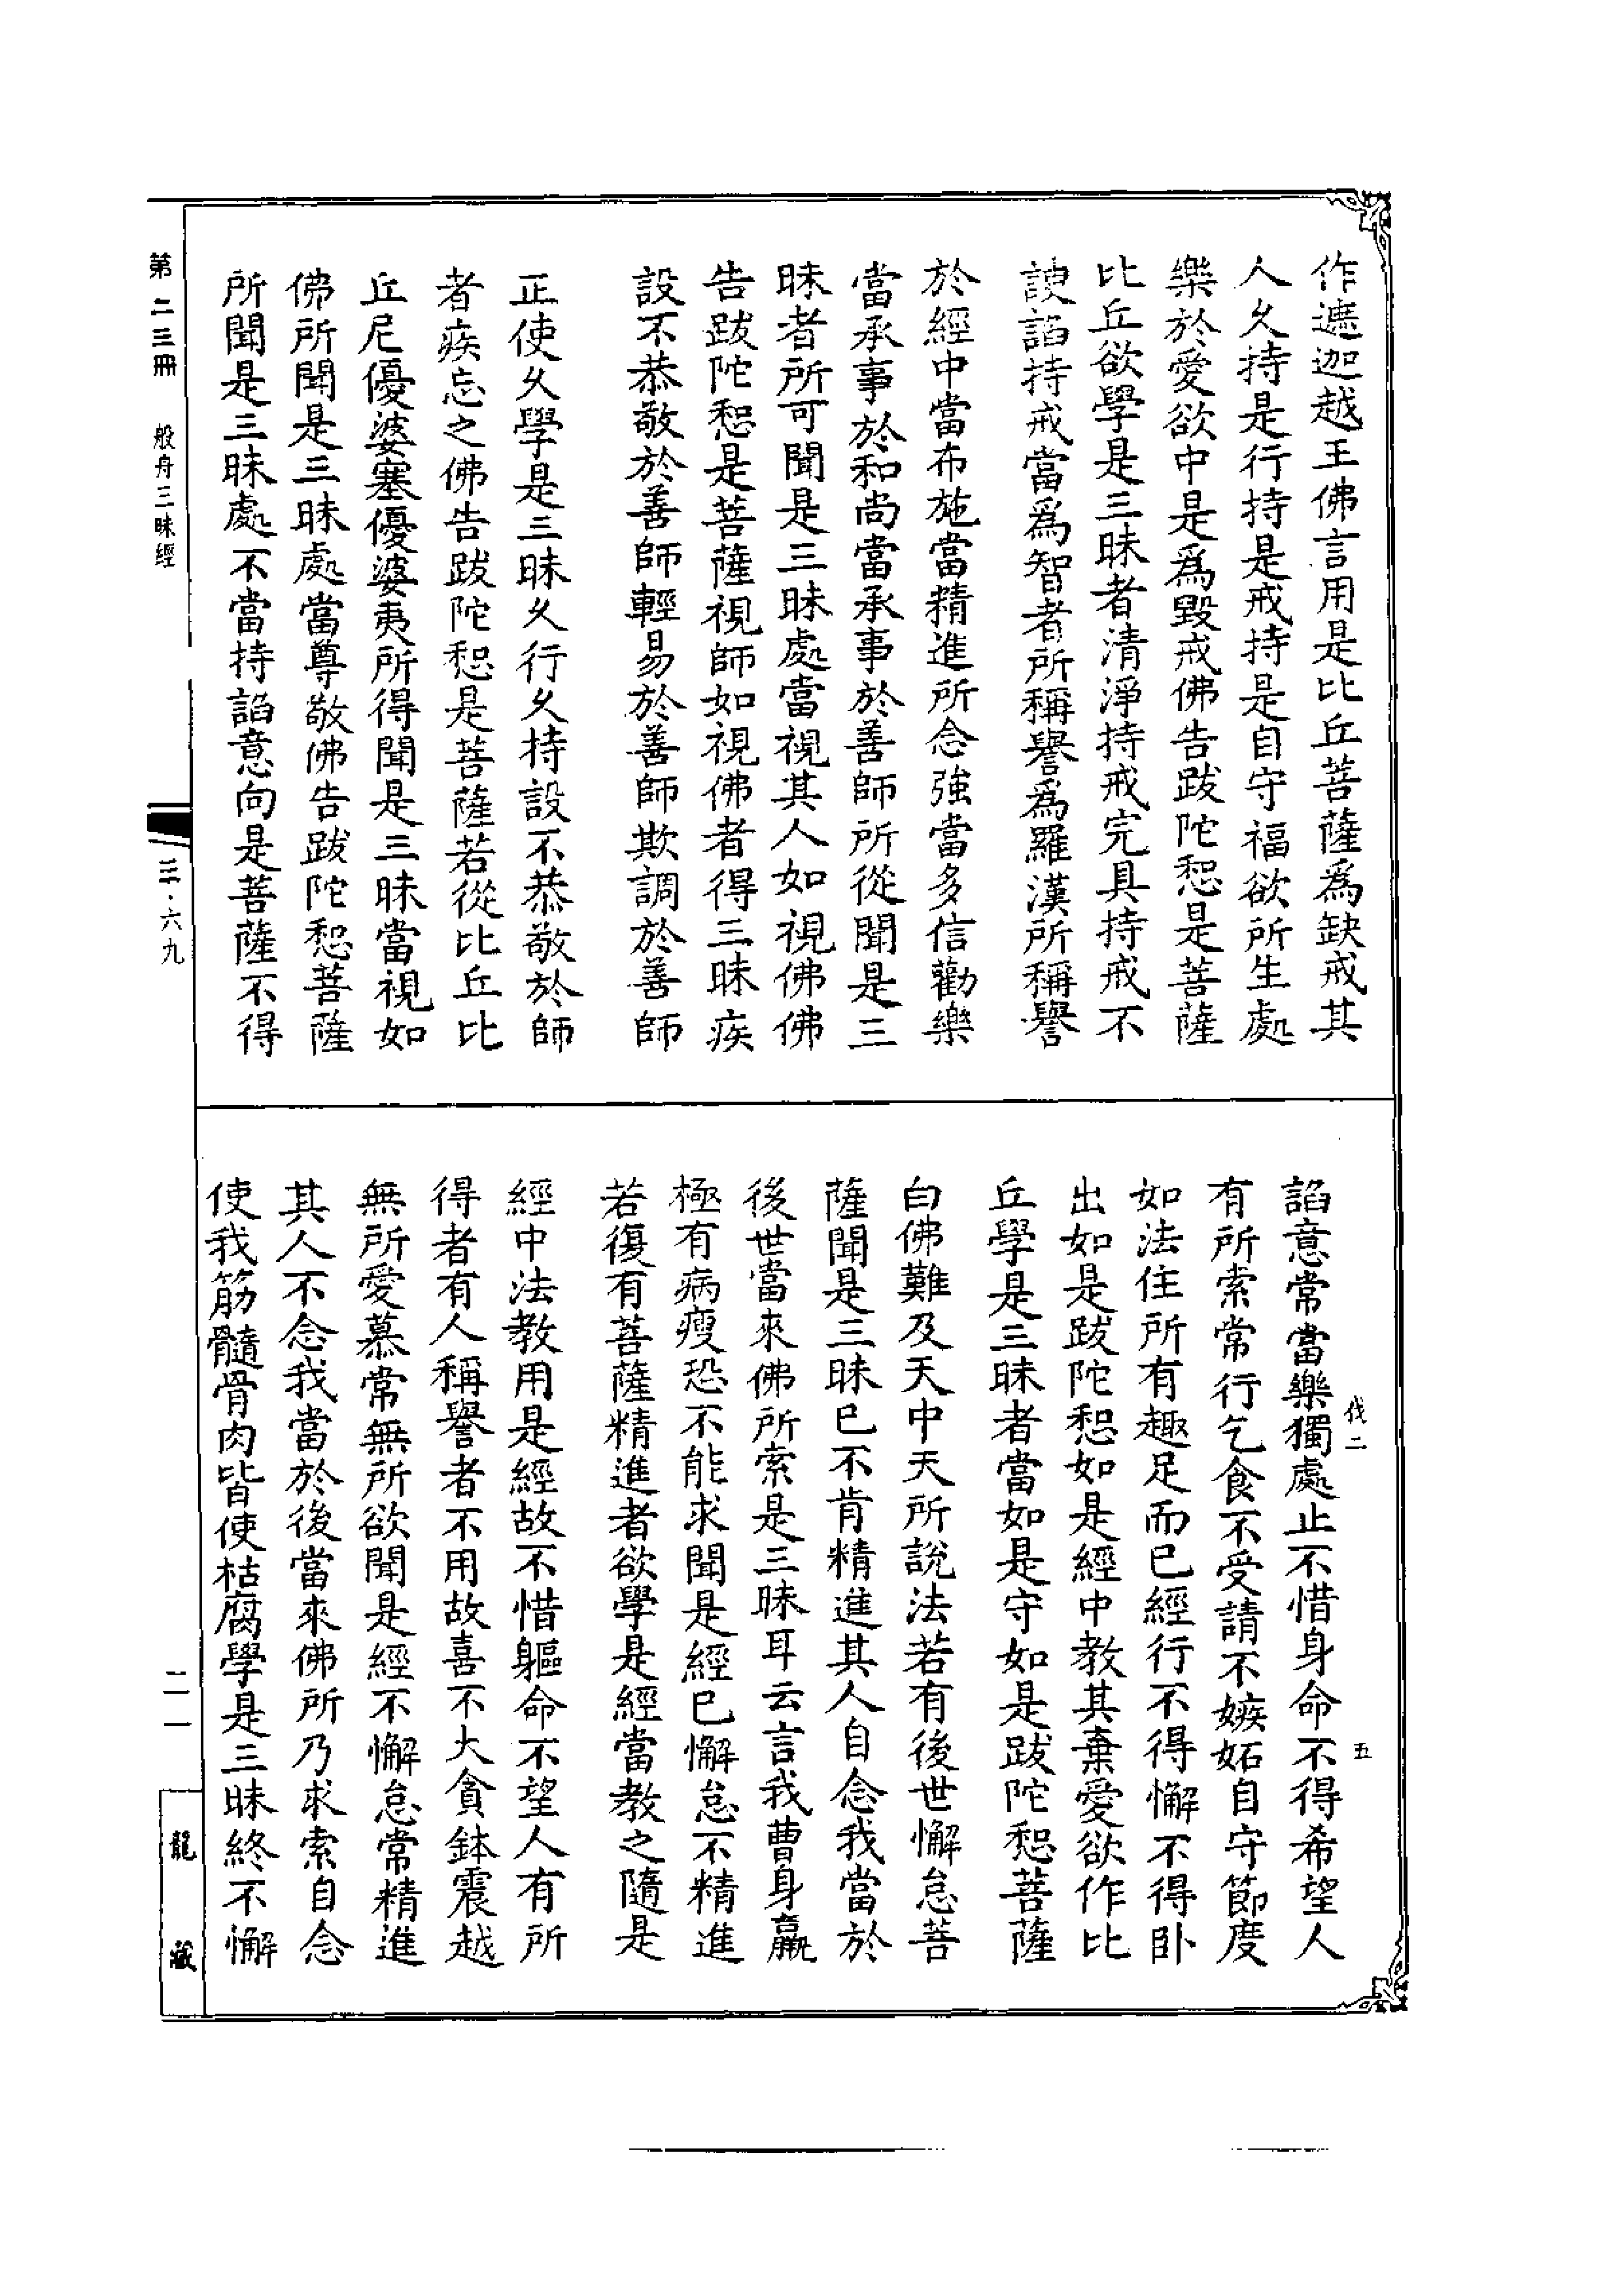 作遮迦越王佛言用是比丘菩薩為缺戒其
人久持是行持是戒持是自守福欲所生處
樂於愛欲中是為毀戒佛告跋陀惒是菩薩
比丘欲學是三昧者清淨持戒完具持戒不
諛諂持戒當為智者所稱譽為羅漢所稱譽
於經中當布施當精進所念強當多信勸樂
當承事於和尚當承事於善師所從聞是三
昧者所可聞是三昧處當視其人如視佛佛
告跋陀惒是菩薩視師如視佛者得三昧疾
設不恭敬於善師輕易於善師欺調於善師
正使久學是三昧久行久持設不恭敬於師
者疾忘之佛告跋陀惒是菩薩若從比丘比
丘尼優婆塞優婆夷所得聞是三昧當視如
佛所聞是三昧處當尊敬佛告跋陀惒菩薩
所聞是三昧處不當持諂意向是菩薩不得
第二三冊 般舟三昧經 三·六九
伐二 五
諂意常當樂獨處止不惜身命不得希望人
有所索常行乞食不受請不嫉妬自守節度
如法住所有趣足而已經行不得懈不得卧
出如是跋陀惒如是經中教其棄愛欲作比
丘學是三昧者當如是守如是跋陀惒菩薩
白佛難及天中天所說法若有後世懈怠菩
薩聞是三昧已不肯精進其人自念我當於
後世當來佛所索是三昧耳云言我曹身羸
極有病瘦恐不能求聞是經已懈怠不精進
若復有菩薩精進者欲學是經當教之隨是
經中法教用是經故不惜軀命不望人有所
得者有人稱譽者不用故喜不大貪鉢震越
無所愛慕常無所欲聞是經不懈怠常精進
其人不念我當於後當來佛所乃求索自念
使我筋髓骨肉皆使枯腐學是三昧終不懈
二一 龍藏